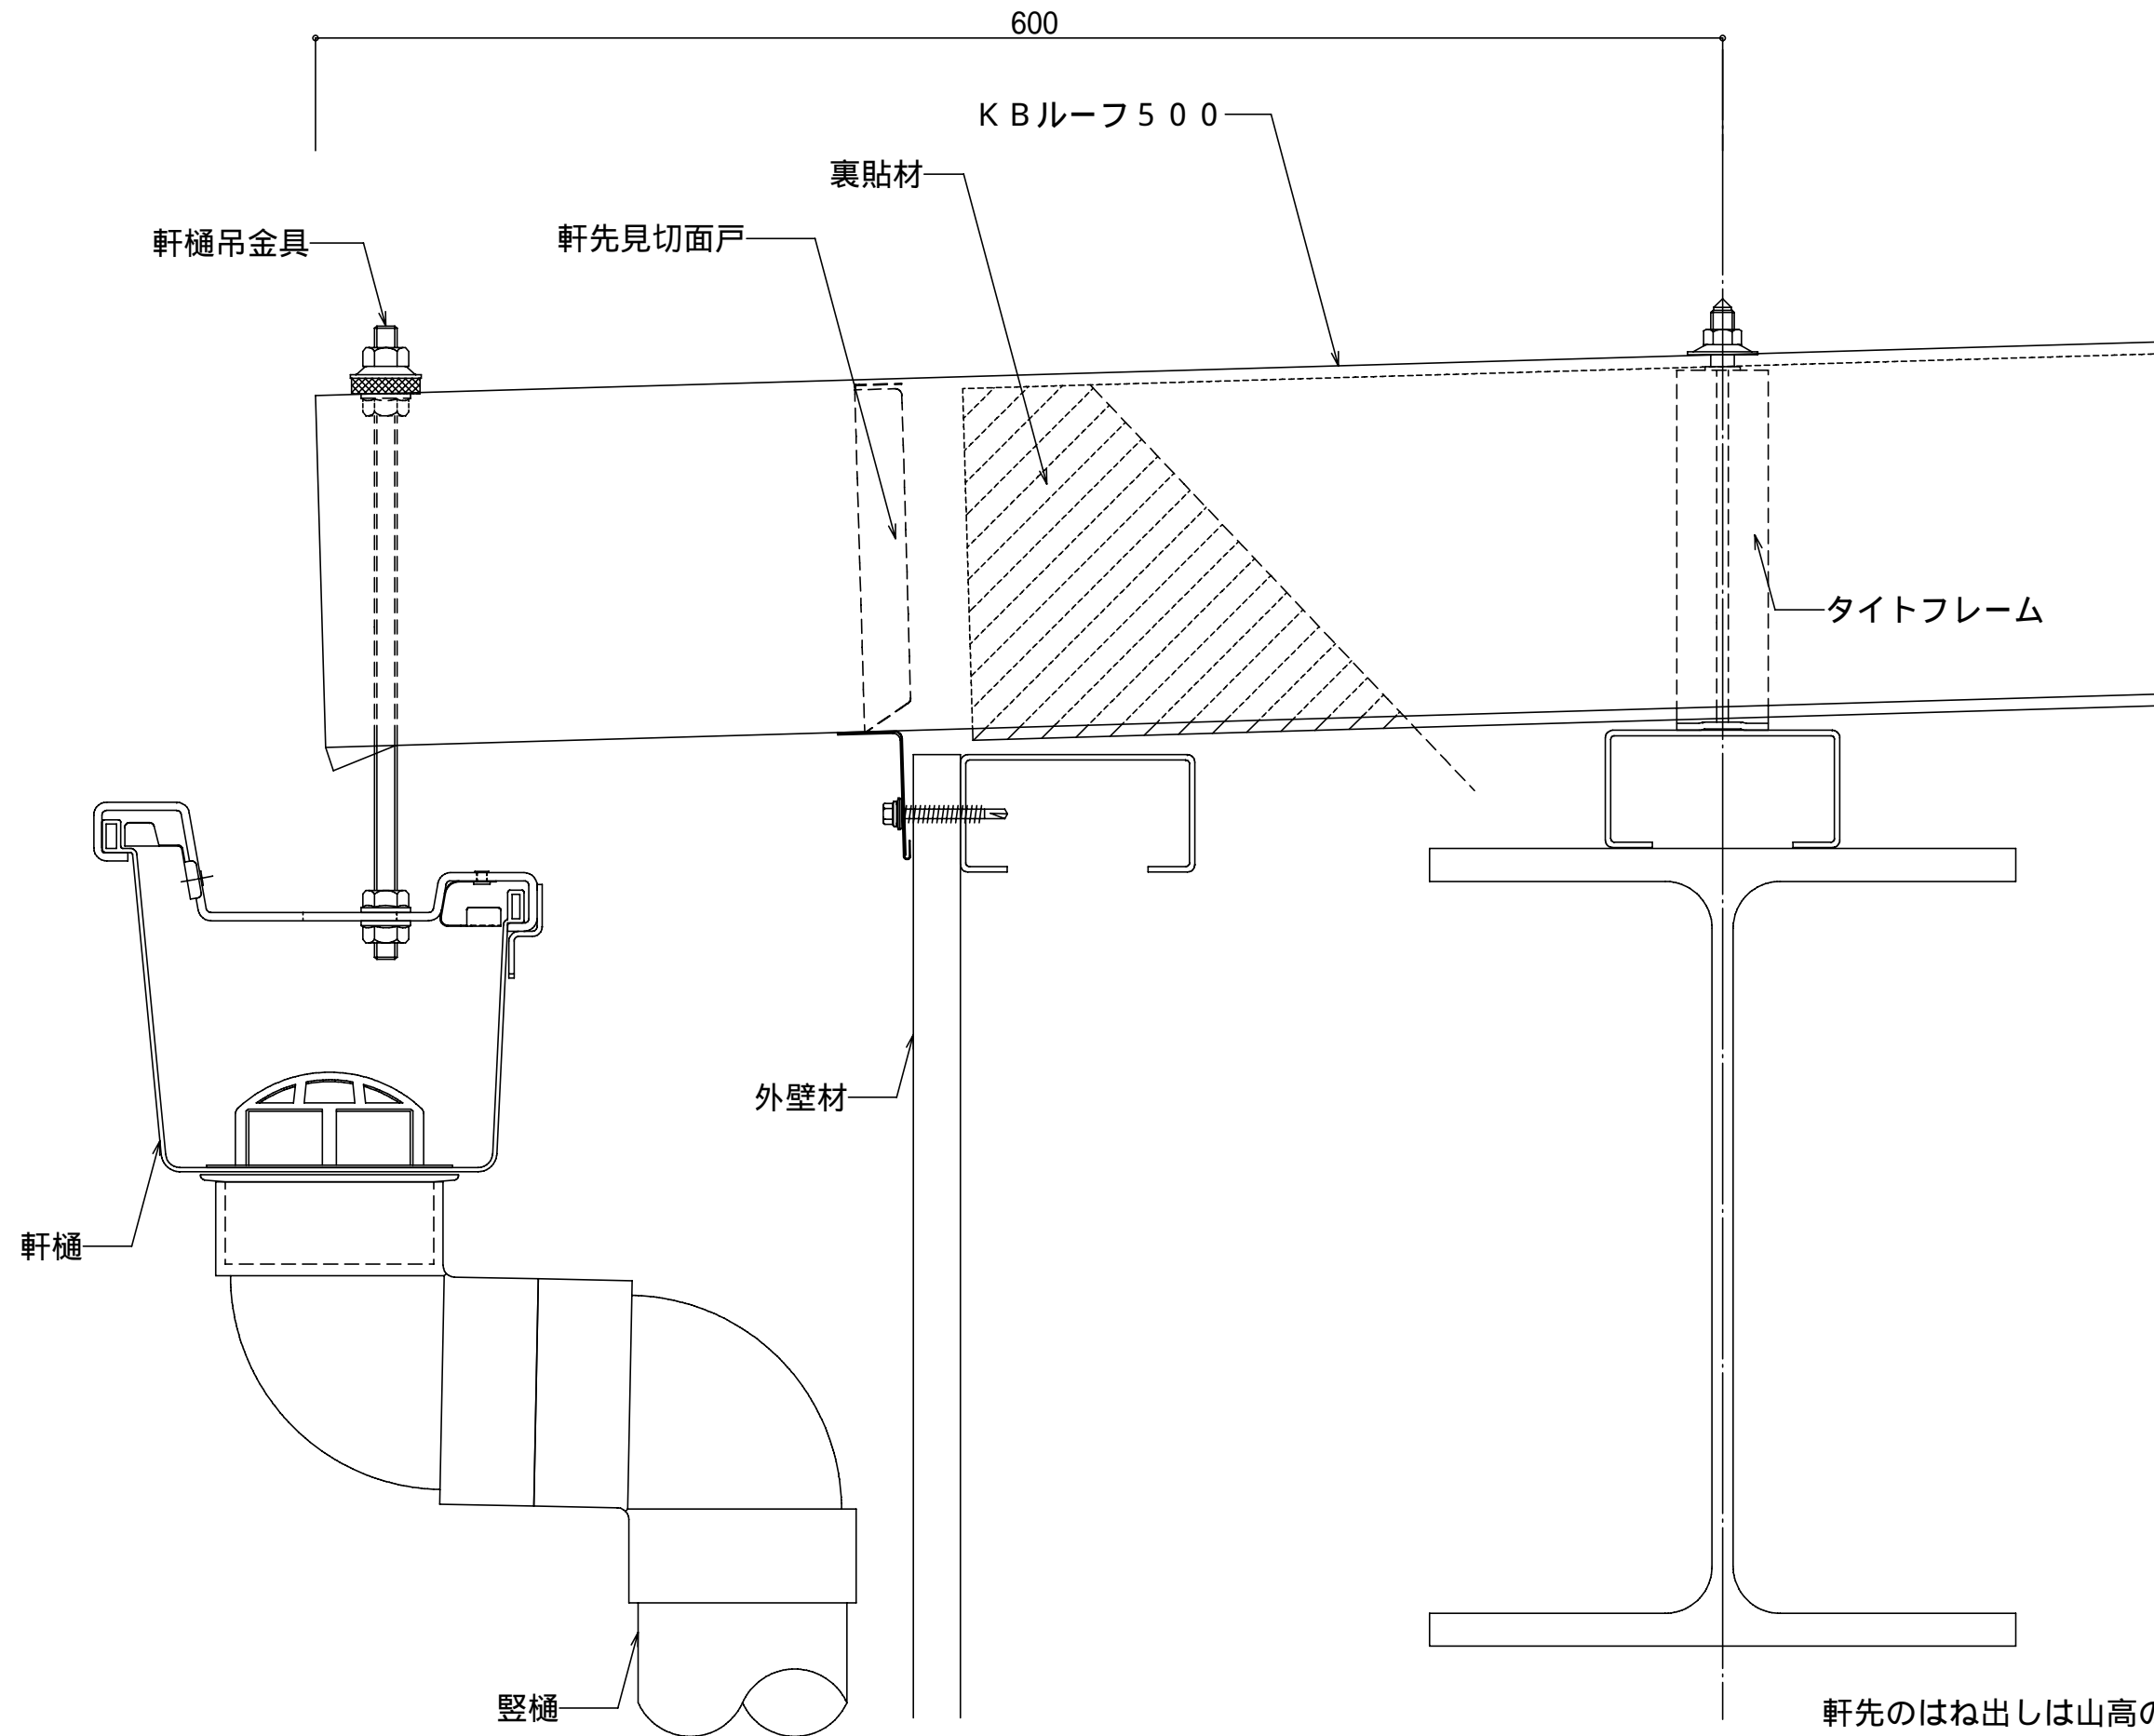 600
ＫＢルーフ５００
裏貼材
軒先見切面戸
軒樋吊金具
タイトフレーム
外壁材
軒樋
竪樋
軒先のはね出しは山高の